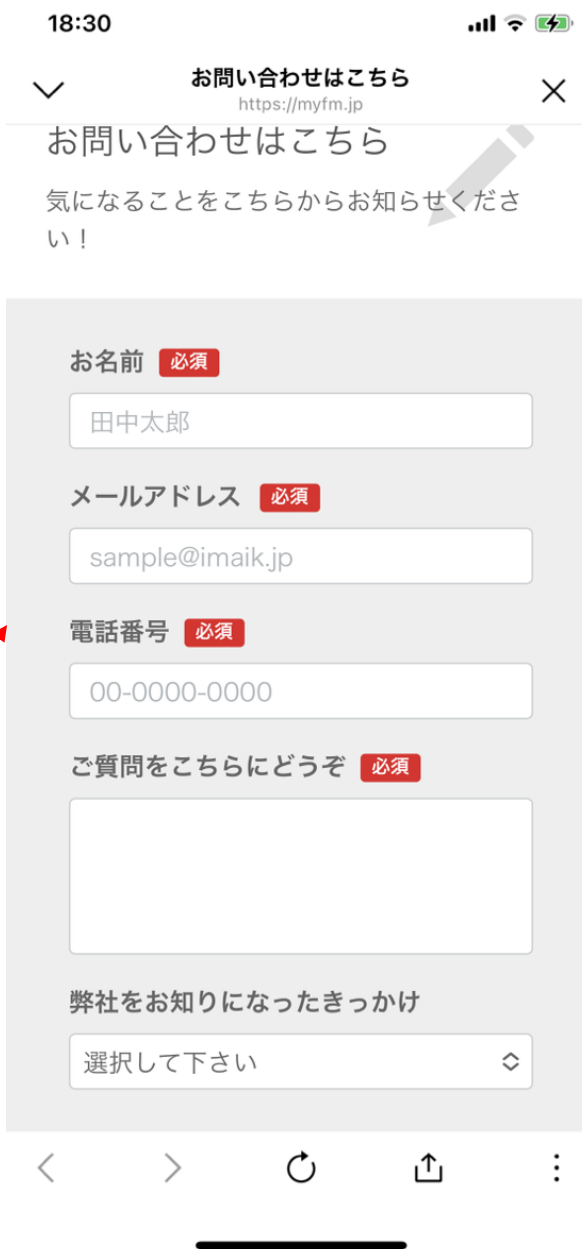 18:30
お問い合わせはこちら
https://myfm.jp
お問い合わせはこちら
気になることをこちらからお知らせくださ
い！
お名前 必須
田中太郎
メールアドレス 必須
sample@imaik.jp
電話番号 必須
00-0000-0000
ご質問をこちらにどうぞ 必須
弊社をお知りになったきっかけ
選択して下さい